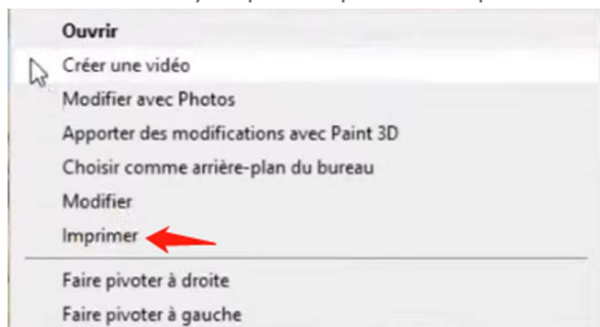 Ouvrir
Créer une vidéo
Modifier avec Photos
Apporter des modifications avec Paint 3D
Choisir comme arrière-plan du bureau
Modifier
Imprimer
Faire pivoter à droite
Faire pivoter à gauche